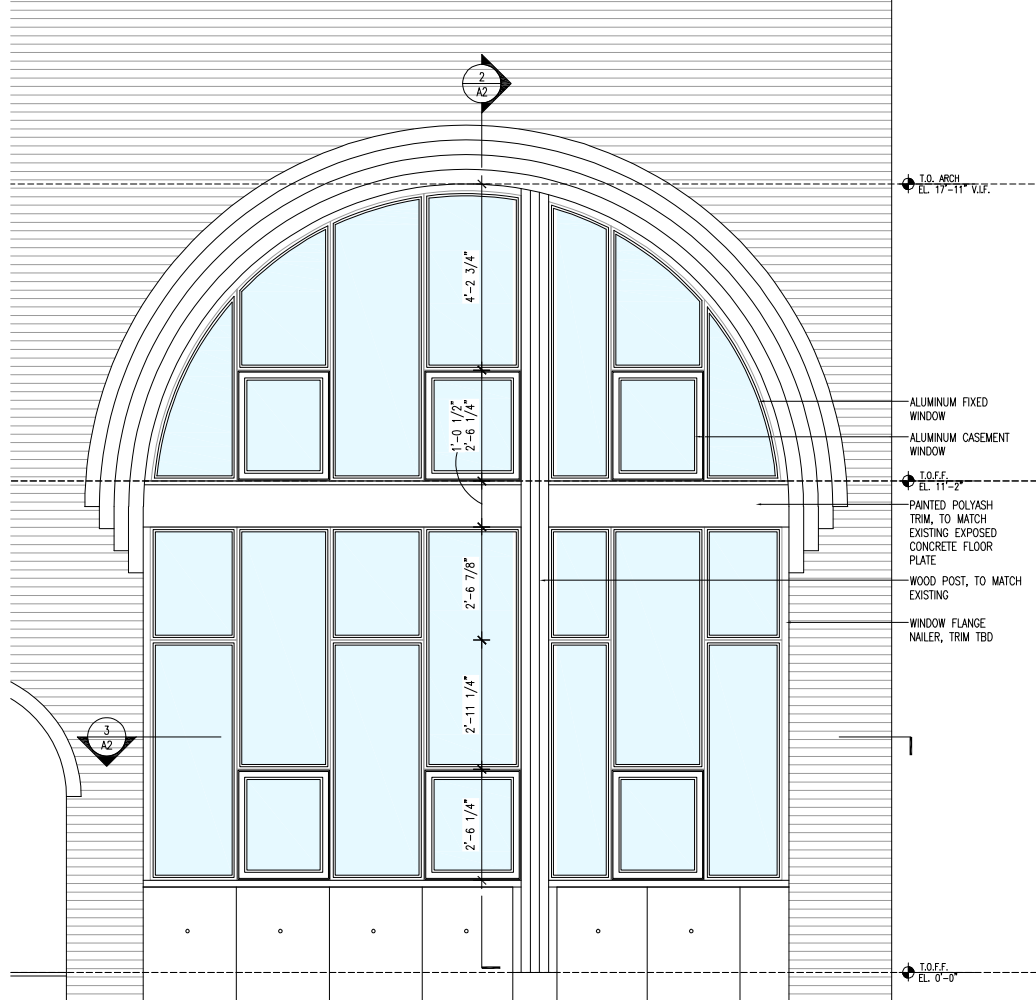 2
A2
T.O. ARCH
EL. 17'-11" V.I.F.
4'-2 3/4"
ALUMINUM FIXED
WINDOW
1'-0 1/2"
2'-6 1/4"
ALUMINUM CASEMENT
WINDOW
T.O.F.F.
EL. 11'-2"
PAINTED POLYASH
TRIM, TO MATCH
EXISTING EXPOSED
CONCRETE FLOOR
PLATE
2'-6 7/8"
WOOD POST, TO MATCH
EXISTING
WINDOW FLANGE
NAILER, TRIM TBD
2'-11 1/4"
3
A2
2'-6 1/4"
T.O.F.F.
EL. 0'-0"